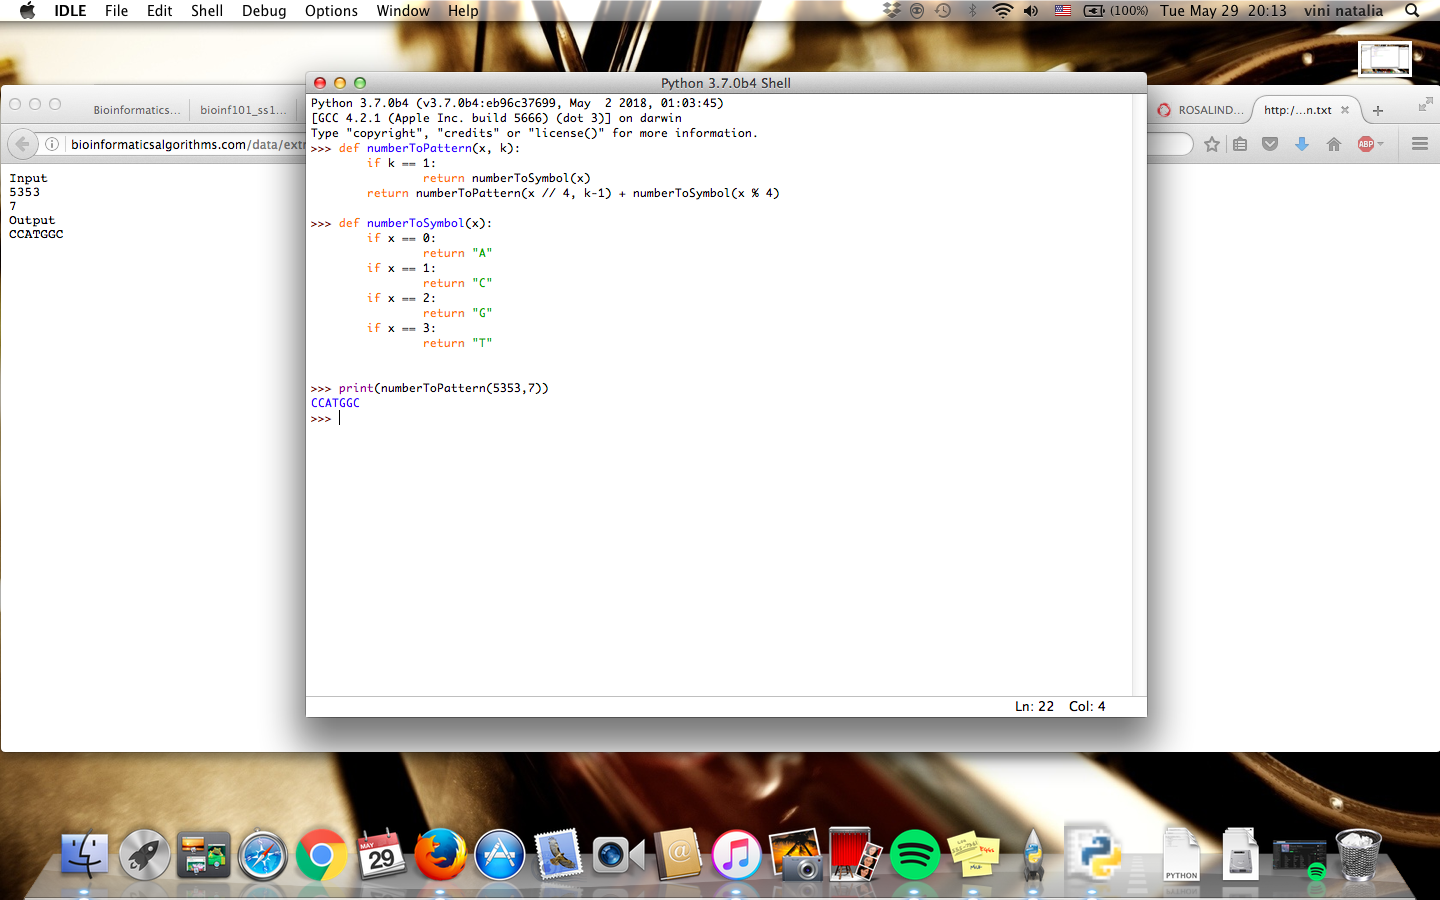 IDLE File Edit Shell Debug Options Window Help (100%) Tue May 29 20:13 vini natalia
Python 3.7.0b4 Shell
Bioinformatics... bioinf101_ss1... ROSALIND... http:/...n.txt
bioinformaticsalgorithms.com/data/extr ABP
Input
5353
7
Output
CCATGGC
Python 3.7.0b4 (v3.7.0b4:eb96c37699, May  2 2018, 01:03:45)
[GCC 4.2.1 (Apple Inc. build 5666) (dot 3)] on darwin
Type "copyright", "credits" or "license()" for more information.
>>> def numberToPattern(x, k):
        if k == 1:
                return numberToSymbol(x)
        return numberToPattern(x // 4, k-1) + numberToSymbol(x % 4)
>>> def numberToSymbol(x):
        if x == 0:
                return "A"
        if x == 1:
                return "C"
        if x == 2:
                return "G"
        if x == 3:
                return "T"
>>> print(numberToPattern(5353,7))
CCATGGC
>>>
Ln: 22 Col: 4
MAY
29
PYTHON